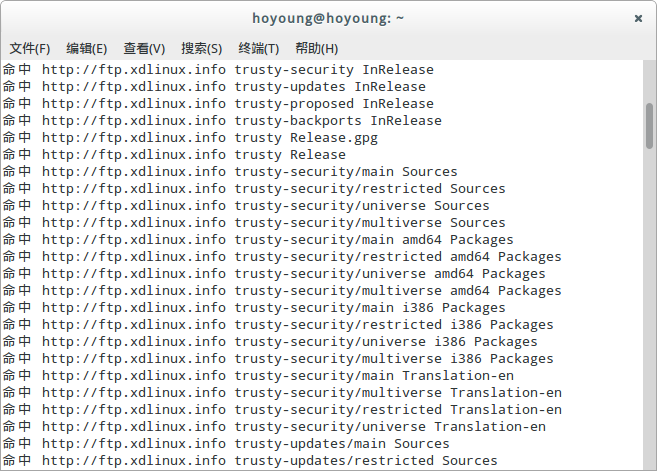 hoyoung@hoyoung: ~
文件(F) 编辑(E) 查看(V) 搜索(S) 终端(T) 帮助(H)
命中 http://ftp.xdlinux.info trusty-security InRelease
命中 http://ftp.xdlinux.info trusty-updates InRelease
命中 http://ftp.xdlinux.info trusty-proposed InRelease
命中 http://ftp.xdlinux.info trusty-backports InRelease
命中 http://ftp.xdlinux.info trusty Release.gpg
命中 http://ftp.xdlinux.info trusty Release
命中 http://ftp.xdlinux.info trusty-security/main Sources
命中 http://ftp.xdlinux.info trusty-security/restricted Sources
命中 http://ftp.xdlinux.info trusty-security/universe Sources
命中 http://ftp.xdlinux.info trusty-security/multiverse Sources
命中 http://ftp.xdlinux.info trusty-security/main amd64 Packages
命中 http://ftp.xdlinux.info trusty-security/restricted amd64 Packages
命中 http://ftp.xdlinux.info trusty-security/universe amd64 Packages
命中 http://ftp.xdlinux.info trusty-security/multiverse amd64 Packages
命中 http://ftp.xdlinux.info trusty-security/main i386 Packages
命中 http://ftp.xdlinux.info trusty-security/restricted i386 Packages
命中 http://ftp.xdlinux.info trusty-security/universe i386 Packages
命中 http://ftp.xdlinux.info trusty-security/multiverse i386 Packages
命中 http://ftp.xdlinux.info trusty-security/main Translation-en
命中 http://ftp.xdlinux.info trusty-security/multiverse Translation-en
命中 http://ftp.xdlinux.info trusty-security/restricted Translation-en
命中 http://ftp.xdlinux.info trusty-security/universe Translation-en
命中 http://ftp.xdlinux.info trusty-updates/main Sources
命中 http://ftp.xdlinux.info trusty-updates/restricted Sources